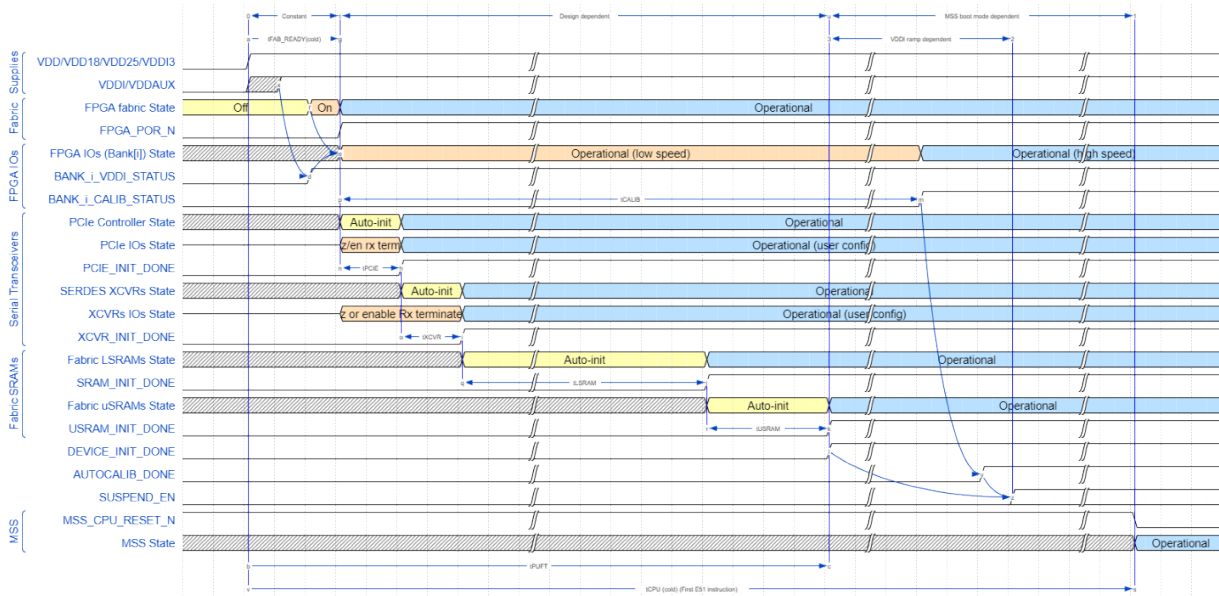 0 Constant 1 Design dependent 3 MSS boot mode dependent
tFAB_READY(cold) VDDI ramp dependent 2
Supplies
VDD/VDD18/VDD25/VDDI3
VDDI/VDDAUX
Fabric
FPGA fabric State Off On Operational
FPGA_POR_N
FPGA IOs
FPGA IOs (Bank[i]) State Operational (low speed) Operational (high speed)
BANK_i_VDDI_STATUS
BANK_i_CALIB_STATUS tCALIB
Serial Transceivers
PCIe Controller State Auto-init Operational
PCIe IOs State z/en rx term Operational (user config)
PCIE_INIT_DONE tPCIE
SERDES XCVRs State Auto-init Operational
XCVRs IOs State z or enable Rx terminate Operational (user config)
XCVR_INIT_DONE tXCVR
Fabric SRAMs
Fabric LSRAMs State Auto-init Operational
SRAM_INIT_DONE tLSRAM
Fabric uSRAMs State Auto-init Operational
USRAM_INIT_DONE tUSRAM
DEVICE_INIT_DONE
AUTOCALIB_DONE
SUSPEND_EN
MSS
MSS_CPU_RESET_N
MSS State Operational
tPUFT
tCPU (cold) (First E51 instruction)